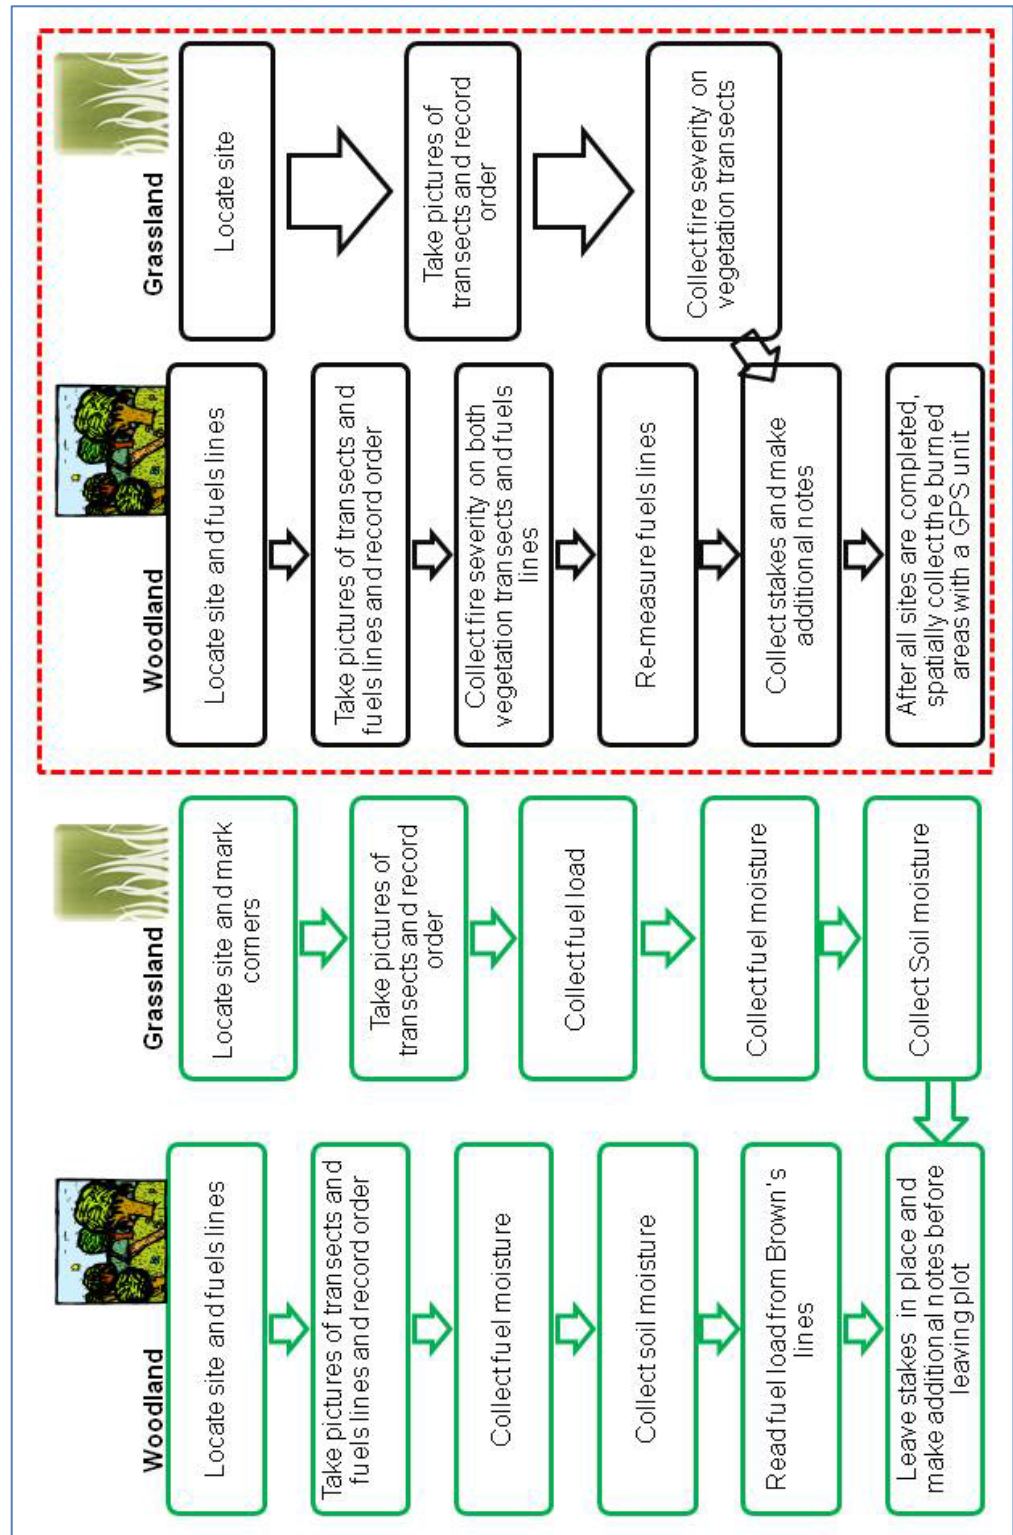 Woodland
Locate site and fuels lines
Take pictures of transects and
fuels lines and record order
Collect fuel moisture
Collect soil moisture
Read fuel load from Brown's
lines
Leave stakes in place and
make additional notes before
leaving plot
Grassland
Locate site and mark
corners
Take pictures of
transects and record
order
Collect fuel load
Collect fuel moisture
Collect Soil moisture
Woodland
Locate site and fuels lines
Take pictures of transects and
fuels lines and record order
Collect fire severity on both
vegetation transects and fuels
lines
Re-measure fuels lines
Collect stakes and make
additional notes
After all sites are completed,
spatially collect the burned
areas with a GPS unit
Grassland
Locate site
Take pictures of
transects and record
order
Collect fire severity on
vegetation transects